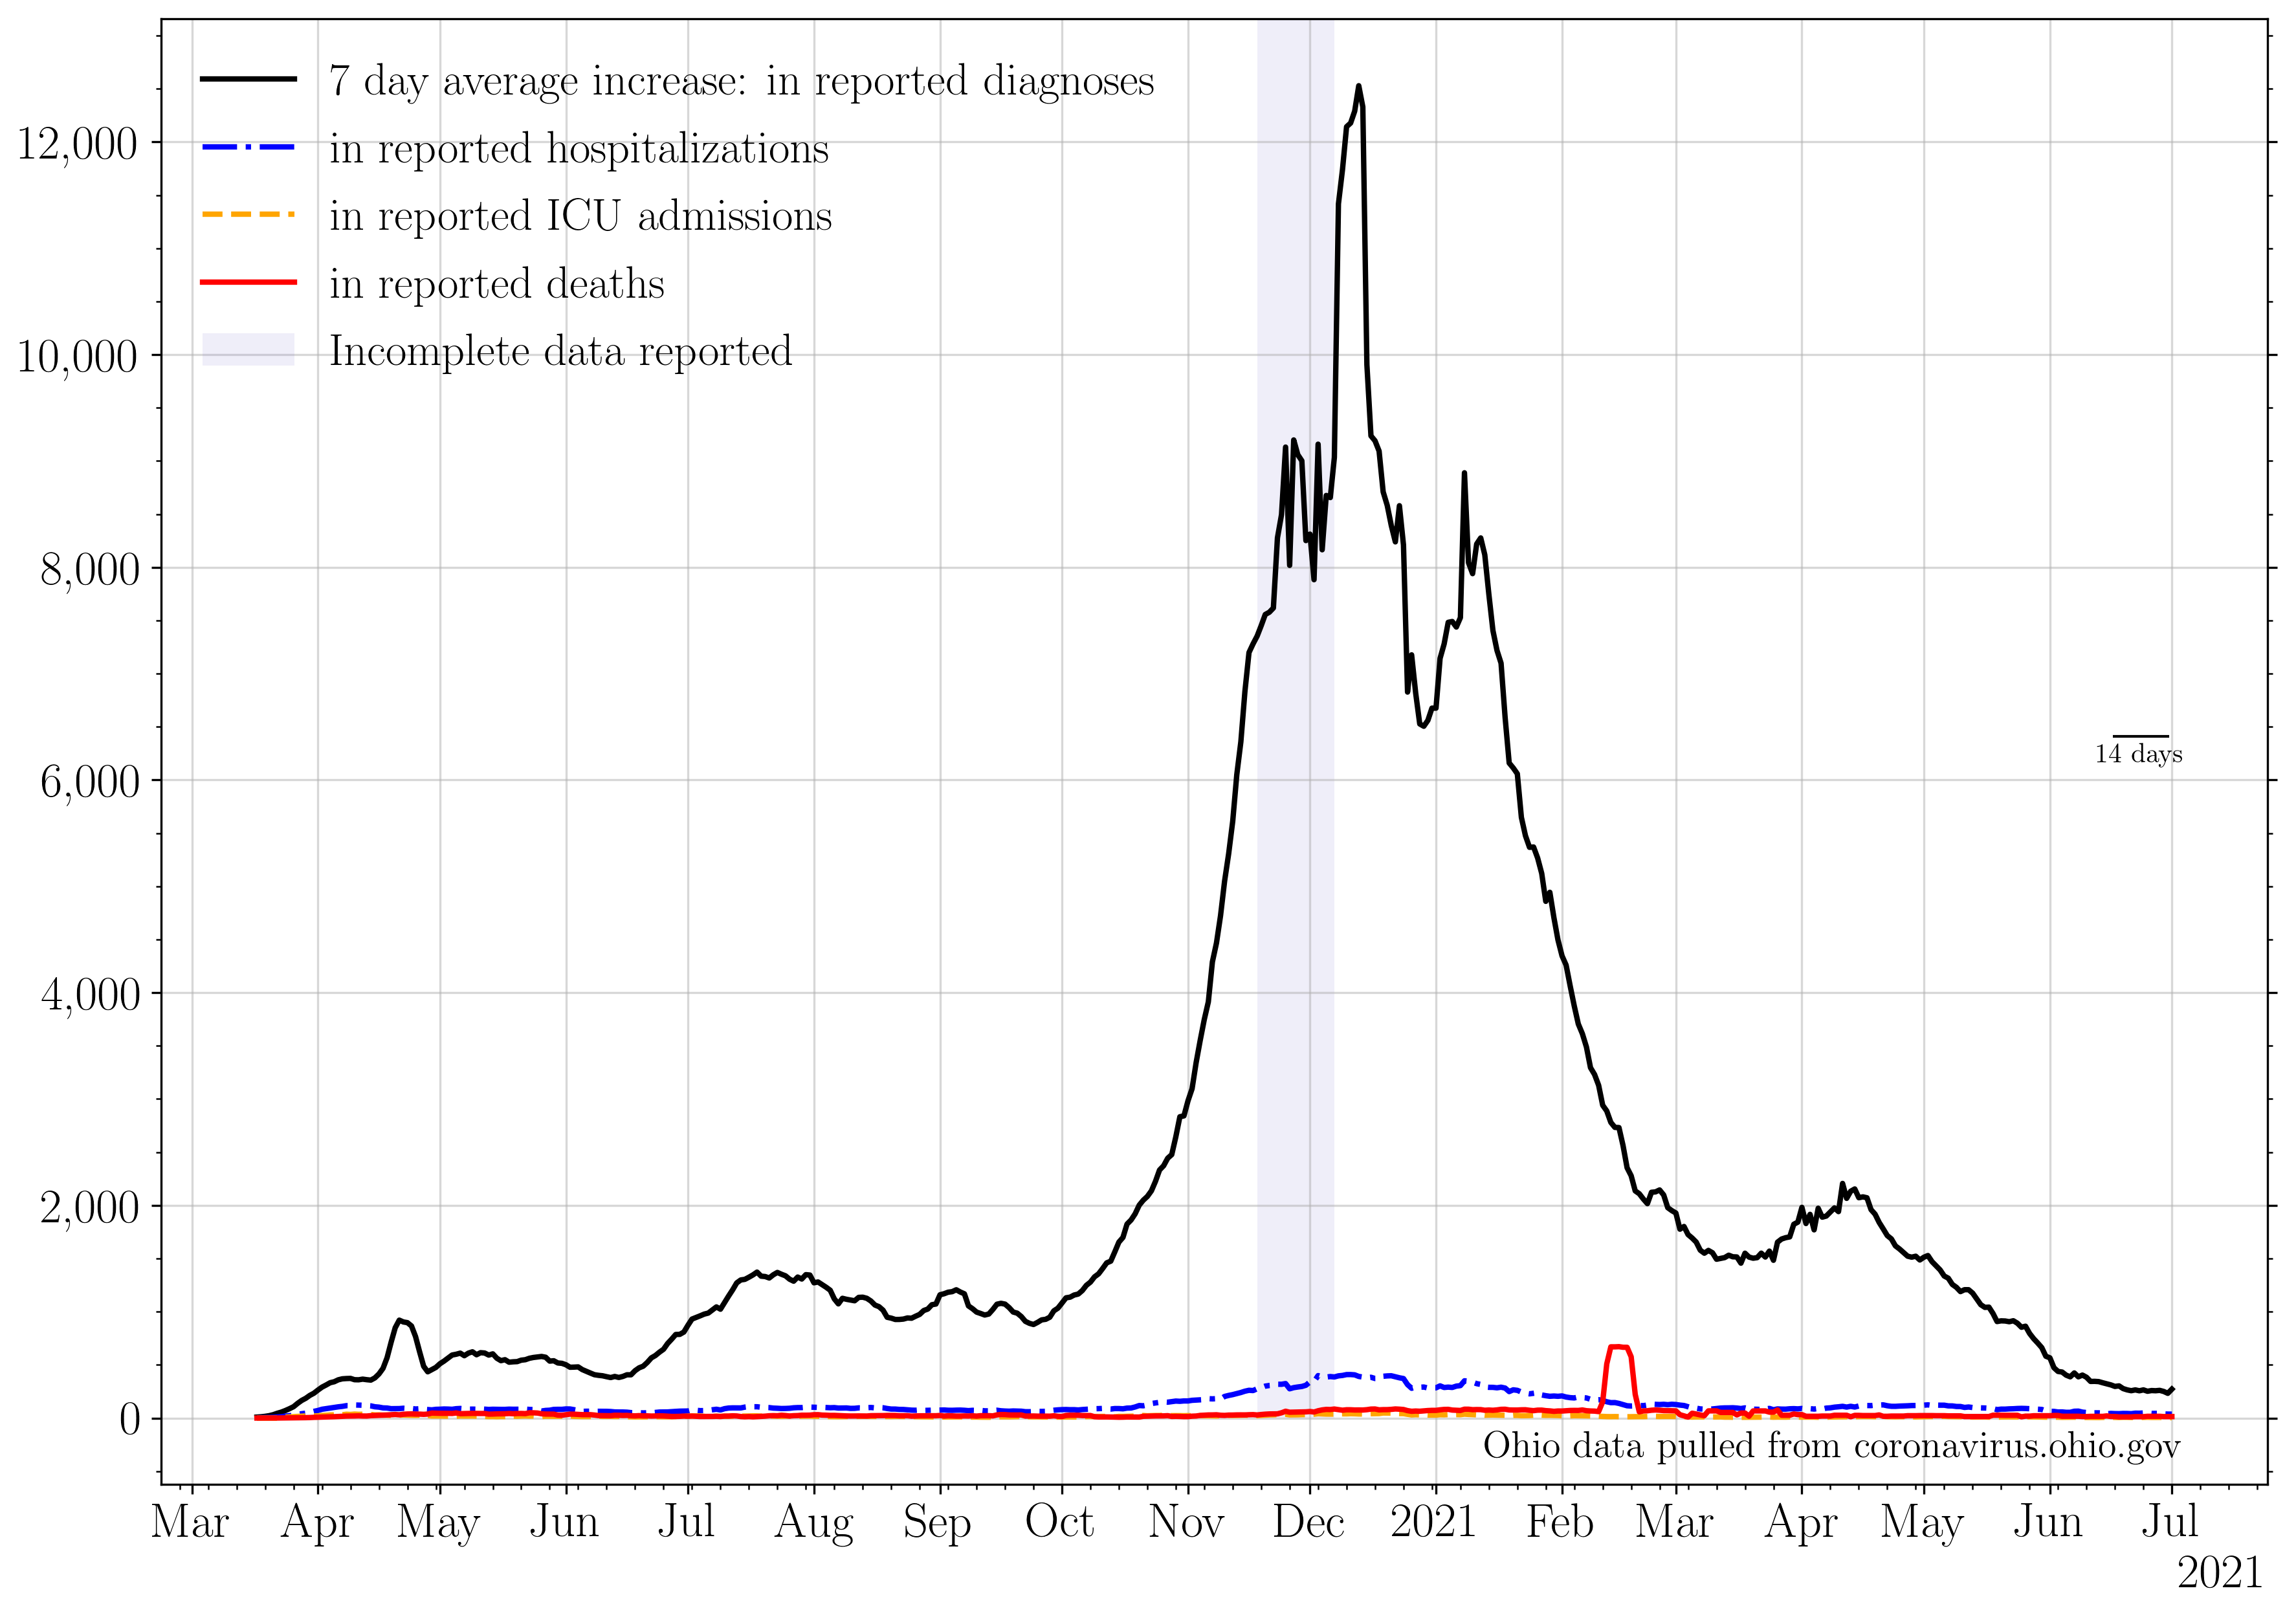 7 day average increase: in reported diagnoses
in reported hospitalizations
in reported ICU admissions
in reported deaths
Incomplete data reported
12,000
10,000
8,000
6,000
4,000
2,000
0
14 days
Ohio data pulled from coronavirus.ohio.gov
Mar Apr May Jun Jul Aug Sep Oct Nov Dec 2021 Feb Mar Apr May Jun Jul
2021